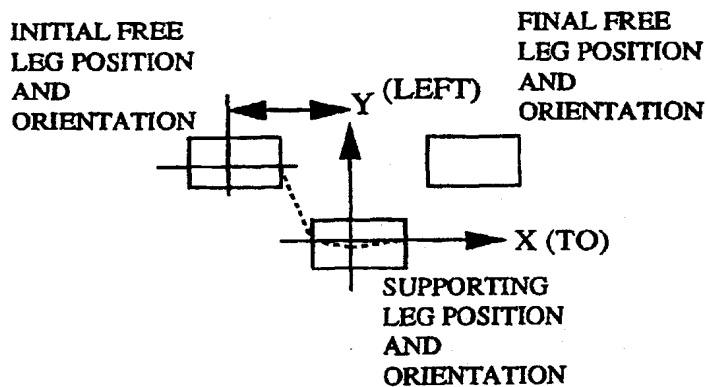 INITIAL FREE
LEG POSITION
AND
ORIENTATION
FINAL FREE
LEG POSITION
AND
ORIENTATION
Y (LEFT)
X (TO)
SUPPORTING
LEG POSITION
AND
ORIENTATION